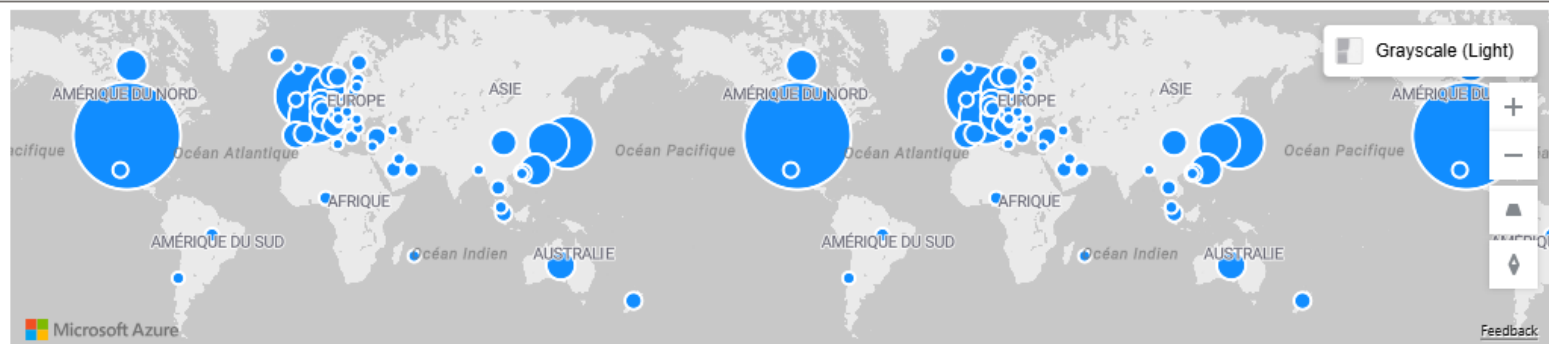 Grayscale (Light)
AMÉRIQUE DU NORD
EUROPE
ASIE
AMÉRIQUE DU NORD
EUROPE
ASIE
AMÉRIQUE DU
acifique
Océan Atlantique
Océan Pacifique
Océan Atlantique
Océan Pacifique
AFRIQUE
AFRIQUE
AMÉRIQUE DU SUD
Océan Indien
AUSTRALIE
AMÉRIQUE DU SUD
Océan Indien
AUSTRALIE
AMÉRIQ
Microsoft Azure
Feedback